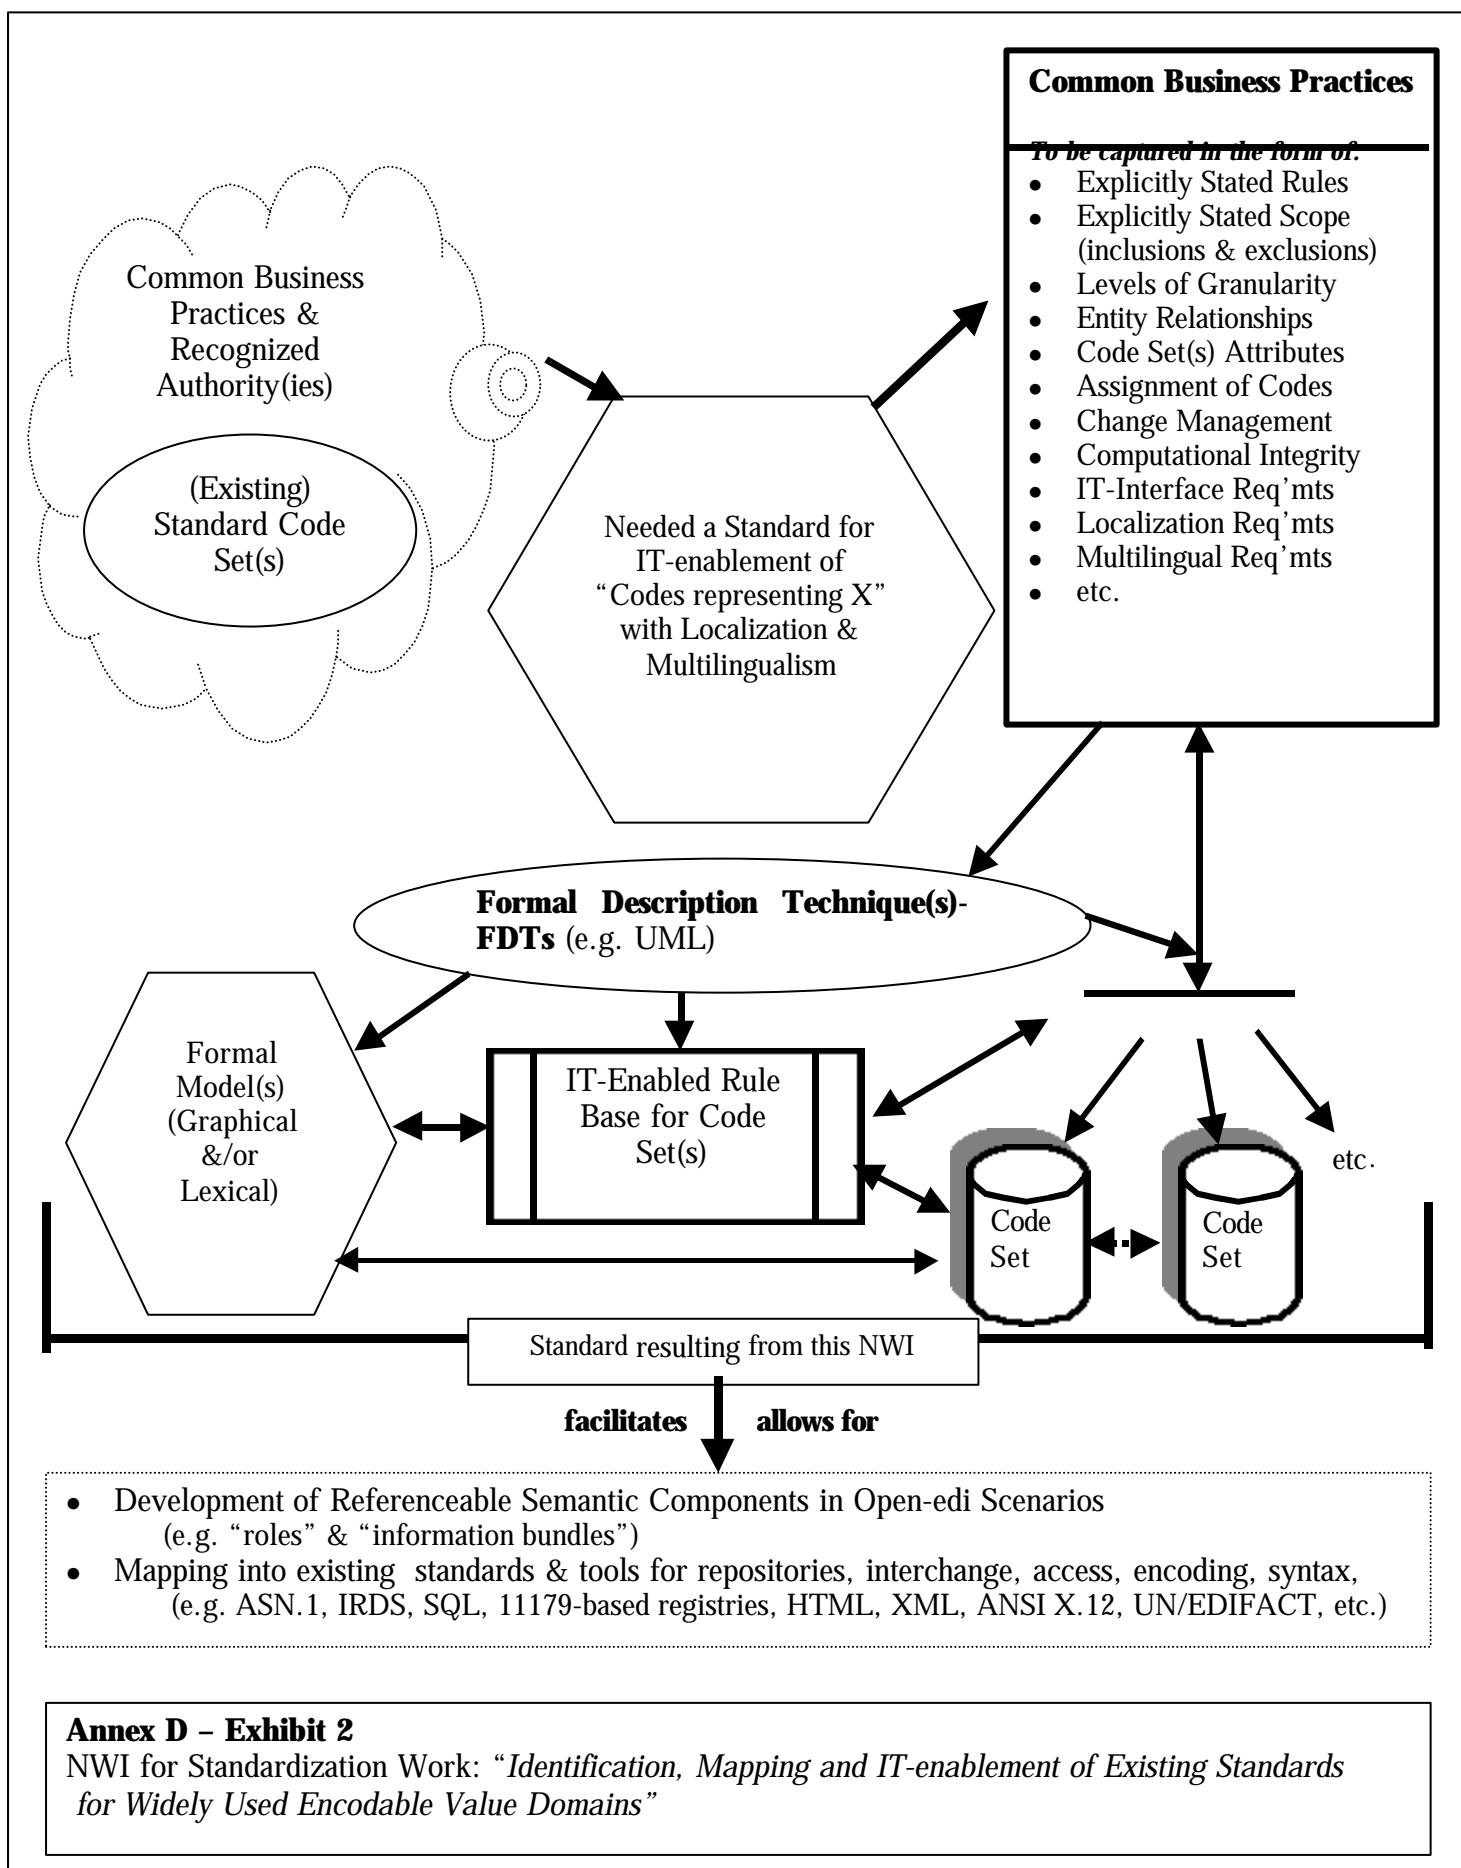 Common Business Practices
To be captured in the form of:
• Explicitly Stated Rules
• Explicitly Stated Scope
(inclusions & exclusions)
• Levels of Granularity
• Entity Relationships
• Code Set(s) Attributes
• Assignment of Codes
• Change Management
• Computational Integrity
• IT-Interface Req’mts
• Localization Req’mts
• Multilingual Req’mts
• etc.
Common Business
Practices &
Recognized
Authority(ies)
(Existing)
Standard Code
Set(s)
Needed a Standard for
IT-enablement of
“Codes representing X”
with Localization &
Multilingualism
Formal Description Technique(s)-
FDTs (e.g. UML)
Formal
Model(s)
(Graphical
&/or
Lexical)
IT-Enabled Rule
Base for Code
Set(s)
Code
Set
Code
Set
etc.
Standard resulting from this NWI
facilitates allows for
• Development of Referenceable Semantic Components in Open-edi Scenarios
(e.g. “roles” & “information bundles”)
• Mapping into existing standards & tools for repositories, interchange, access, encoding, syntax,
(e.g. ASN.1, IRDS, SQL, 11179-based registries, HTML, XML, ANSI X.12, UN/EDIFACT, etc.)
Annex D – Exhibit 2
NWI for Standardization Work: “Identification, Mapping and IT-enablement of Existing Standards
for Widely Used Encodable Value Domains”